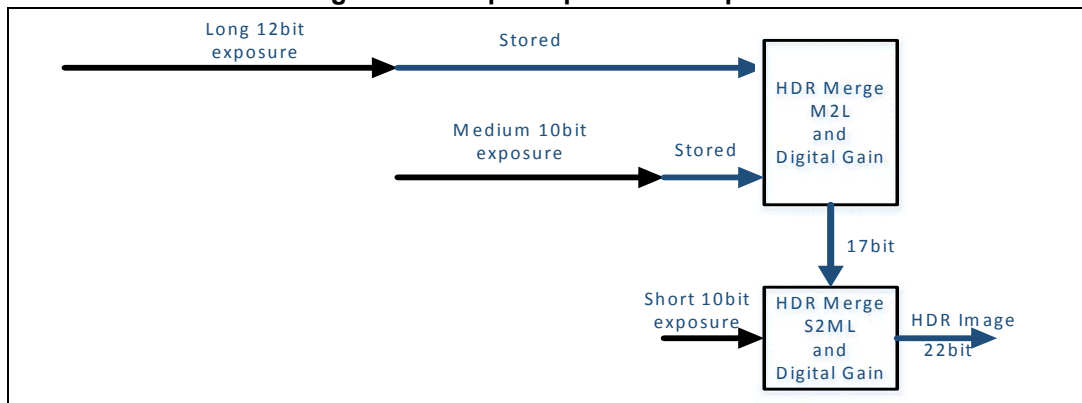 Long 12bit
exposure
Stored
HDR Merge
M2L
and
Digital Gain
Medium 10bit
exposure
Stored
17bit
Short 10bit
exposure
HDR Merge
S2ML
and
Digital Gain
HDR Image
22bit